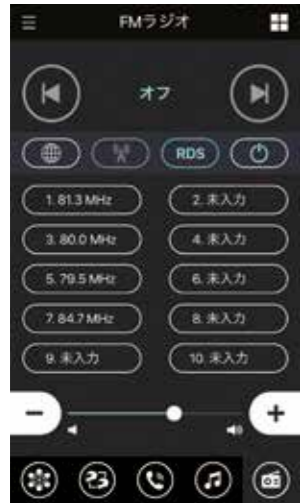 FMラジオ
オフ
RDS
1. 81.3 MHz
2. 未入力
3. 80.0 MHz
4. 未入力
5. 79.5 MHz
6. 未入力
7. 84.7 MHz
8. 未入力
9. 未入力
10. 未入力